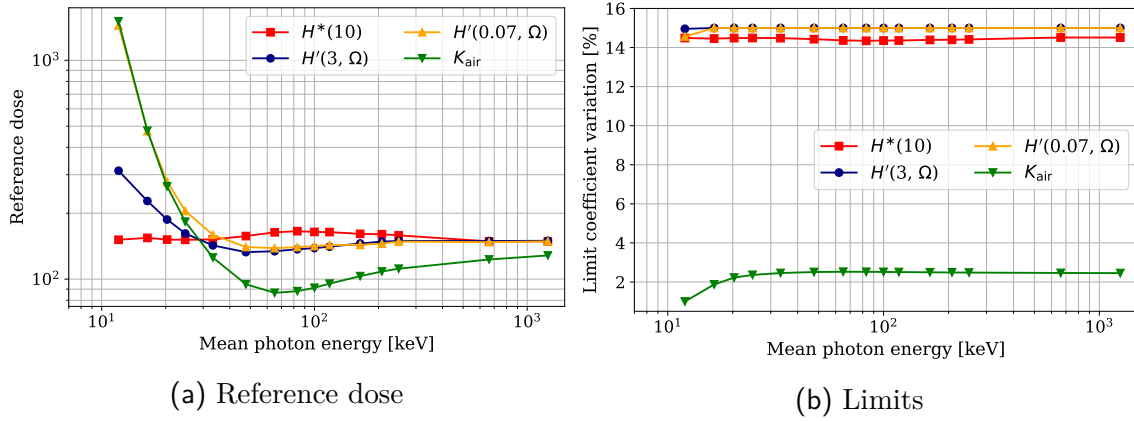 Reference dose
10³
10²
H*(10)
H′(3, Ω)
H′(0.07, Ω)
K_air
10¹ 10² 10³
Mean photon energy [keV]
(a) Reference dose
Limit coefficient variation [%]
16
14
12
10
8
6
4
2
H*(10)
H′(3, Ω)
H′(0.07, Ω)
K_air
10¹ 10² 10³
Mean photon energy [keV]
(b) Limits